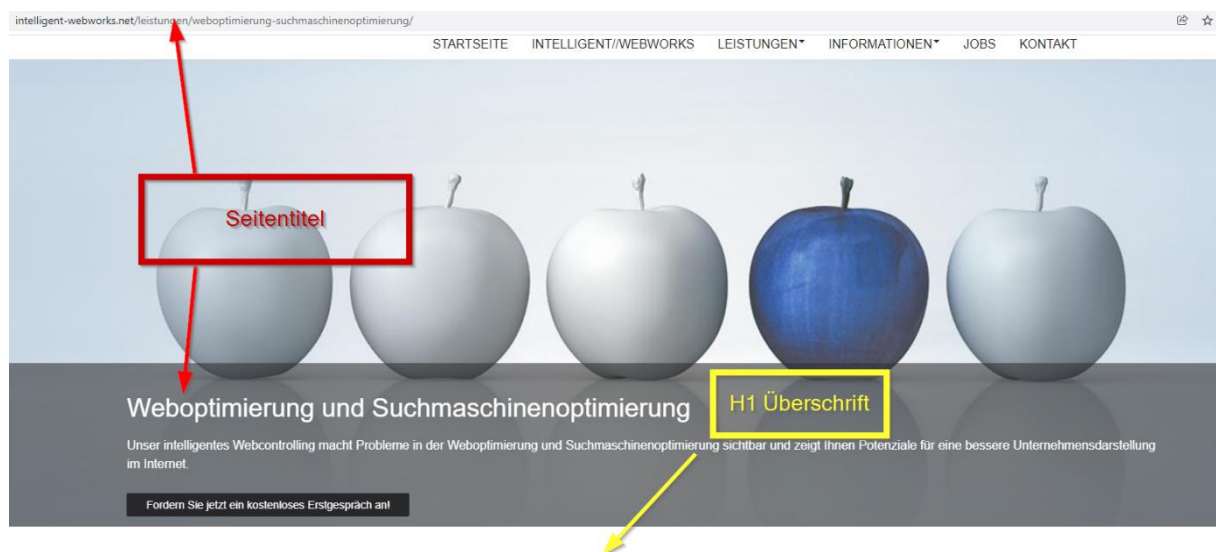 intelligent-webworks.net/leistungen/weboptimierung-suchmaschinenoptimierung/
STARTSEITE INTELLIGENT//WEBWORKS LEISTUNGEN INFORMATIONEN JOBS KONTAKT
Seitentitel
Weboptimierung und Suchmaschinenoptimierung
H1 Überschrift
Unser intelligentes Webcontrolling macht Probleme in der Weboptimierung und Suchmaschinenoptimierung sichtbar und zeigt Ihnen Potenziale für eine bessere Unternehmensdarstellung
im Internet.
Fordern Sie jetzt ein kostenloses Erstgespräch an!